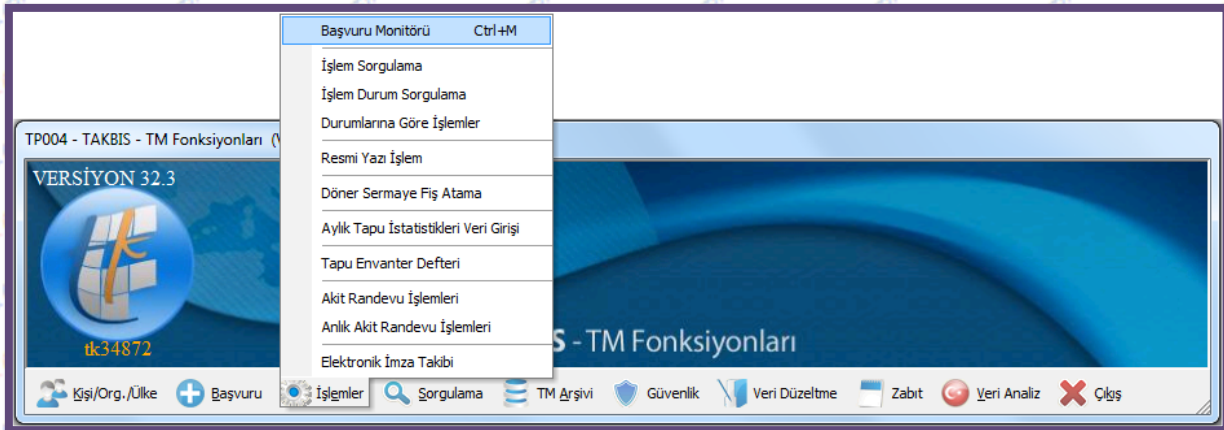 Başvuru Monitörü Ctrl+M
İşlem Sorgulama
İşlem Durum Sorgulama
Durumlarına Göre İşlemler
Resmi Yazı İşlem
Döner Sermaye Fiş Atama
Aylık Tapu İstatistikleri Veri Girişi
Tapu Envanter Defteri
Akit Randevu İşlemleri
Anlık Akit Randevu İşlemleri
Elektronik İmza Takibi
TP004 - TAKBIS - TM Fonksiyonları (
VERSİYON 32.3
tk34872
S - TM Fonksiyonları
Kişi/Org./Ülke Başvuru İşlemler Sorgulama TM Arşivi Güvenlik Veri Düzeltme Zabıt Veri Analiz Çıkış